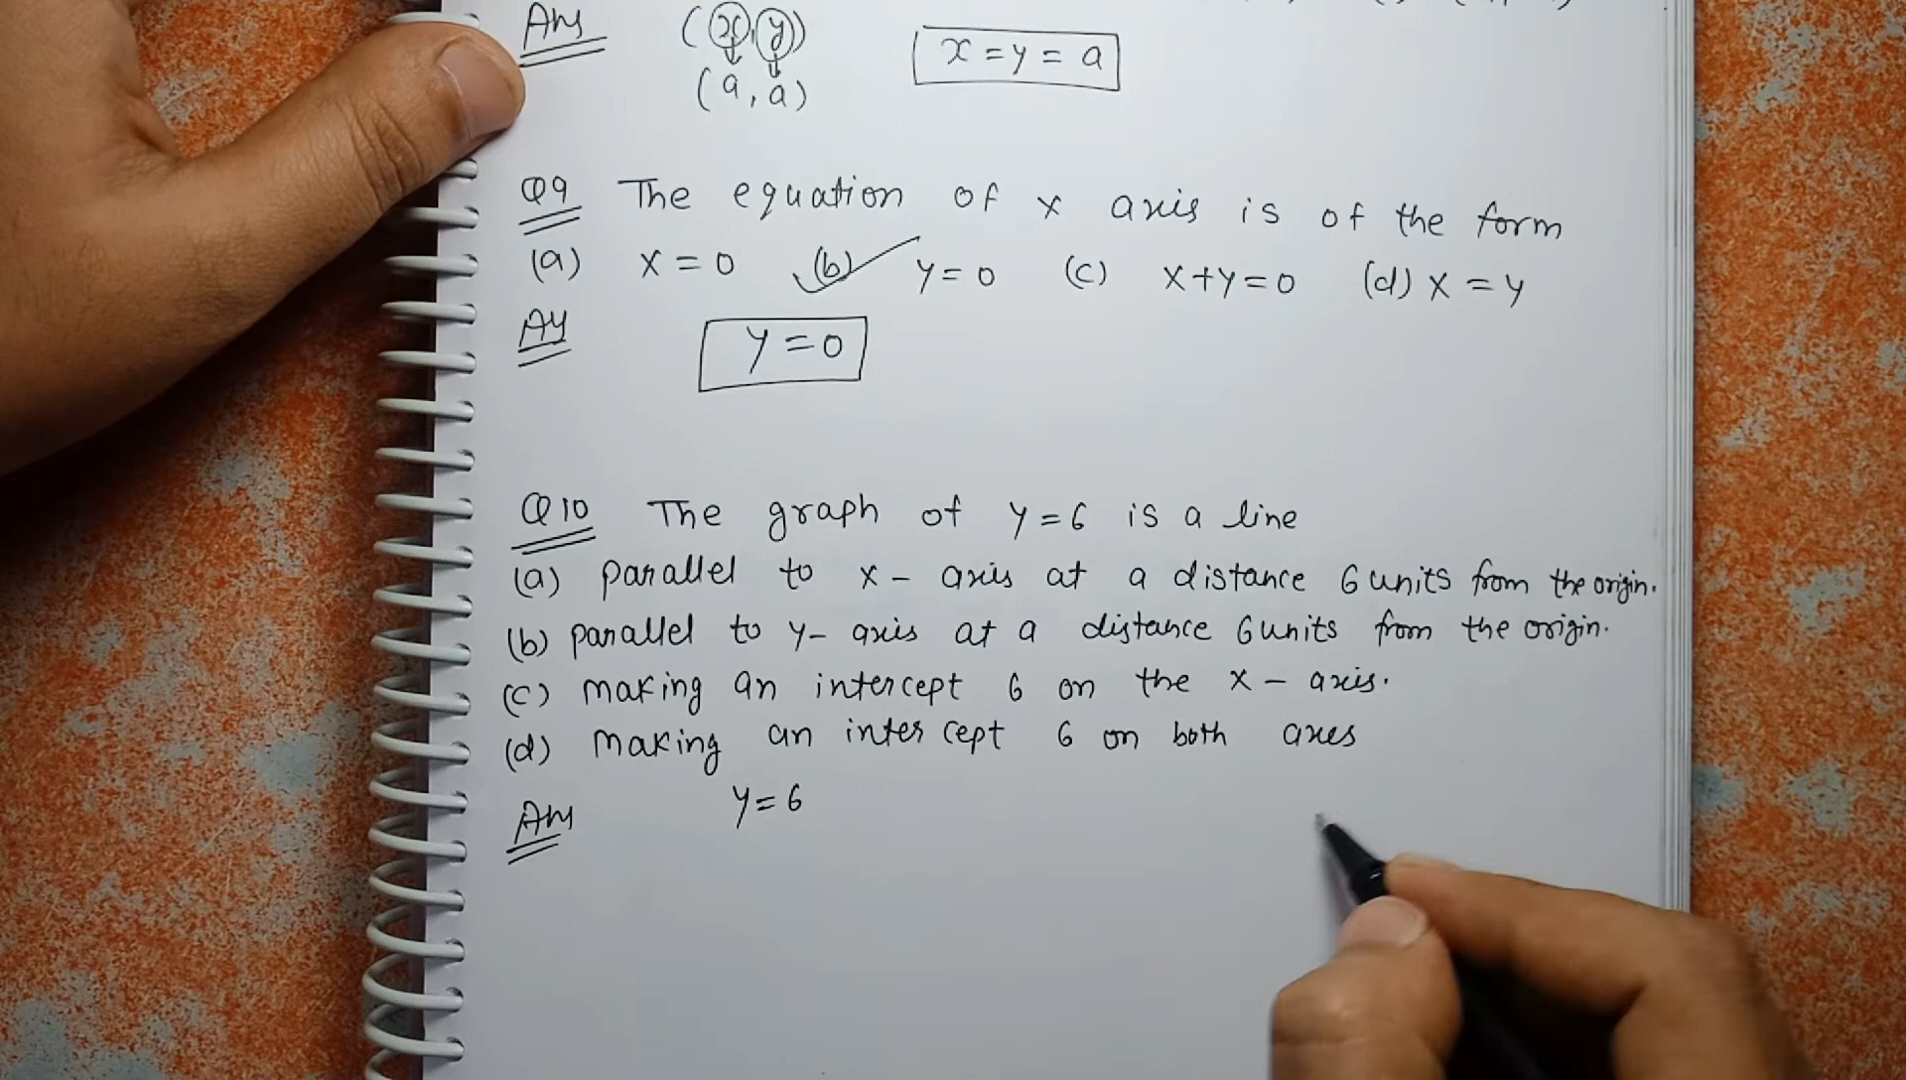 Ans (x, y) x = y = a
(a, a)
Q9 The equation of x axis is of the form
(a) x = 0 (b) y = 0 (c) x+y=0 (d) x = y
y = 0
Q10 The graph of y = 6 is a line
(a) parallel to x - axis at a distance 6 units from the origin.
(b) parallel to y - axis at a distance 6 units from the origin.
(c) making an intercept 6 on the x - axis.
(d) making an intercept 6 on both axes
Ans y = 6